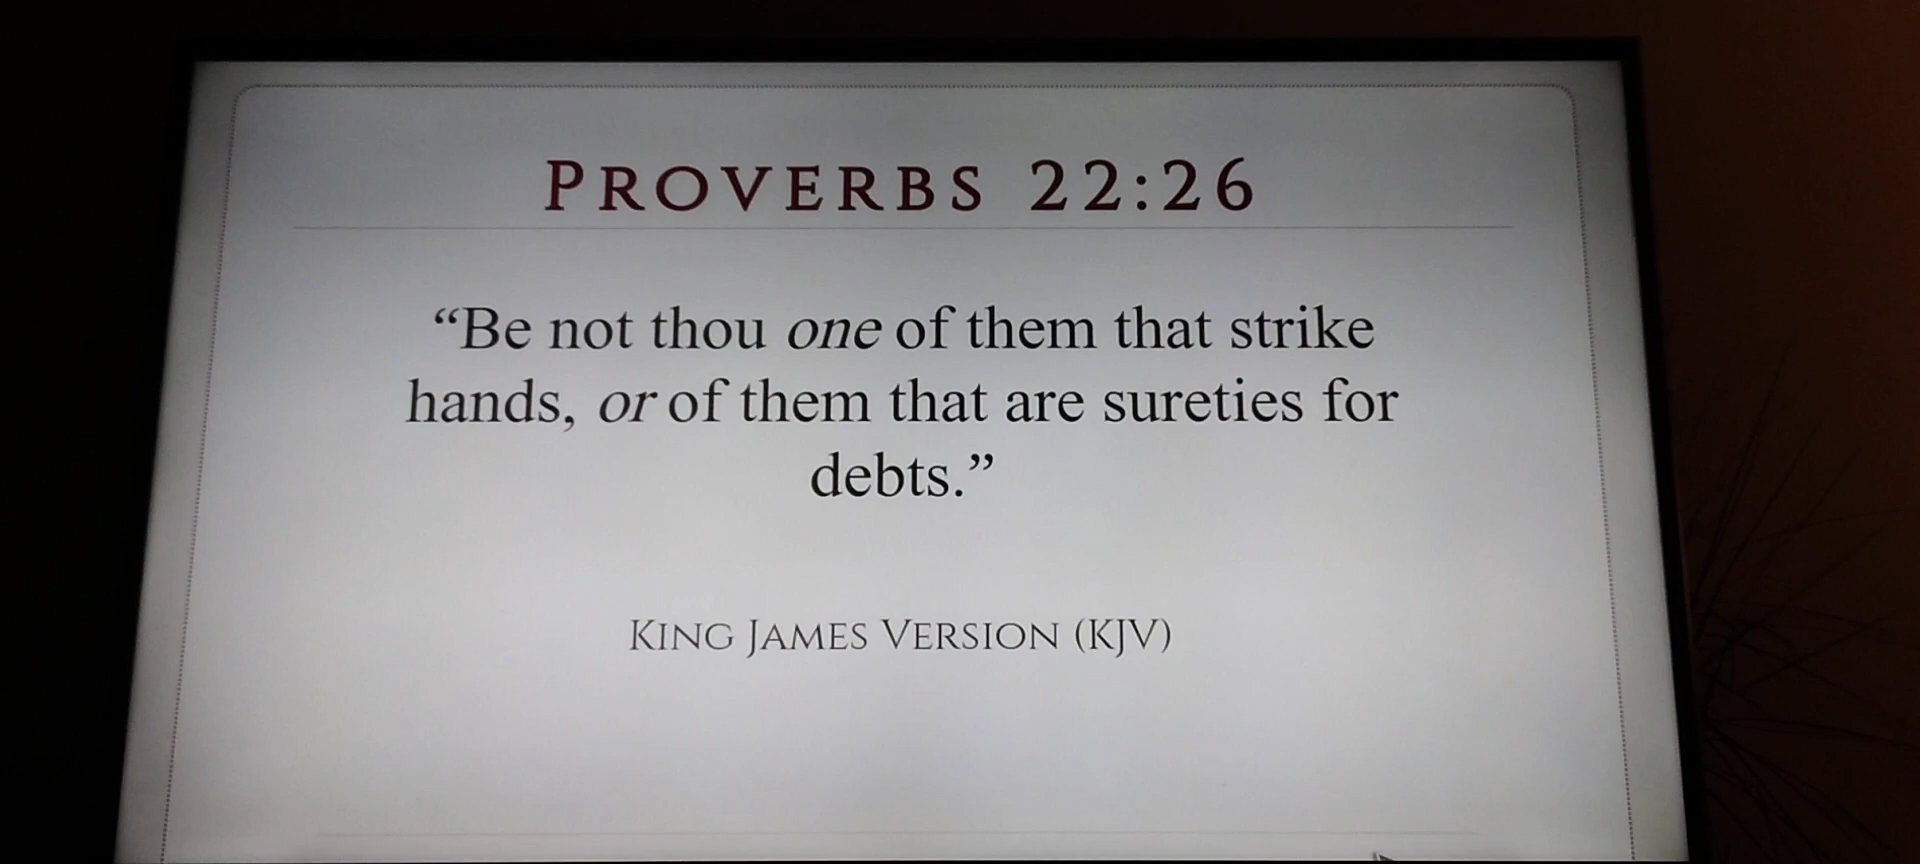 PROVERBS 22:26
“Be not thou one of them that strike
hands, or of them that are sureties for
debts.”
KING JAMES VERSION (KJV)